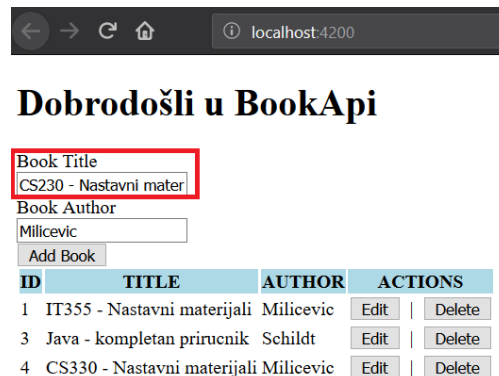 localhost:4200
Dobrodošli u BookApi
Book Title
CS230 - Nastavni mater
Book Author
Milicevic
Add Book
ID TITLE AUTHOR ACTIONS
1 IT355 - Nastavni materijali Milicevic Edit | Delete
3 Java - kompletan prirucnik Schildt Edit | Delete
4 CS330 - Nastavni materijali Milicevic Edit | Delete